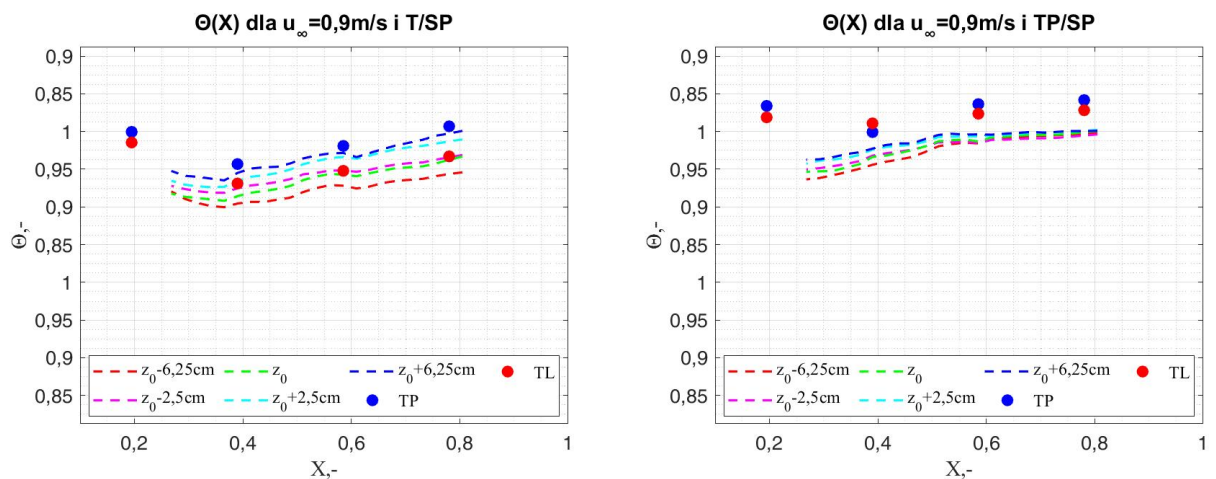 Θ(X) dla u∞=0,9m/s i T/SP
0,9
0,85
1
0,95
0,9
0,85
1
0,95
0,9
0,85
Θ,-
z0-6,25cm
z0
z0+6,25cm
TL
z0-2,5cm
z0+2,5cm
TP
0,2
0,4
0,6
0,8
1
X,-
Θ(X) dla u∞=0,9m/s i TP/SP
0,9
0,85
1
0,95
0,9
0,85
1
0,95
0,9
0,85
Θ,-
z0-6,25cm
z0
z0+6,25cm
TL
z0-2,5cm
z0+2,5cm
TP
0,2
0,4
0,6
0,8
1
X,-